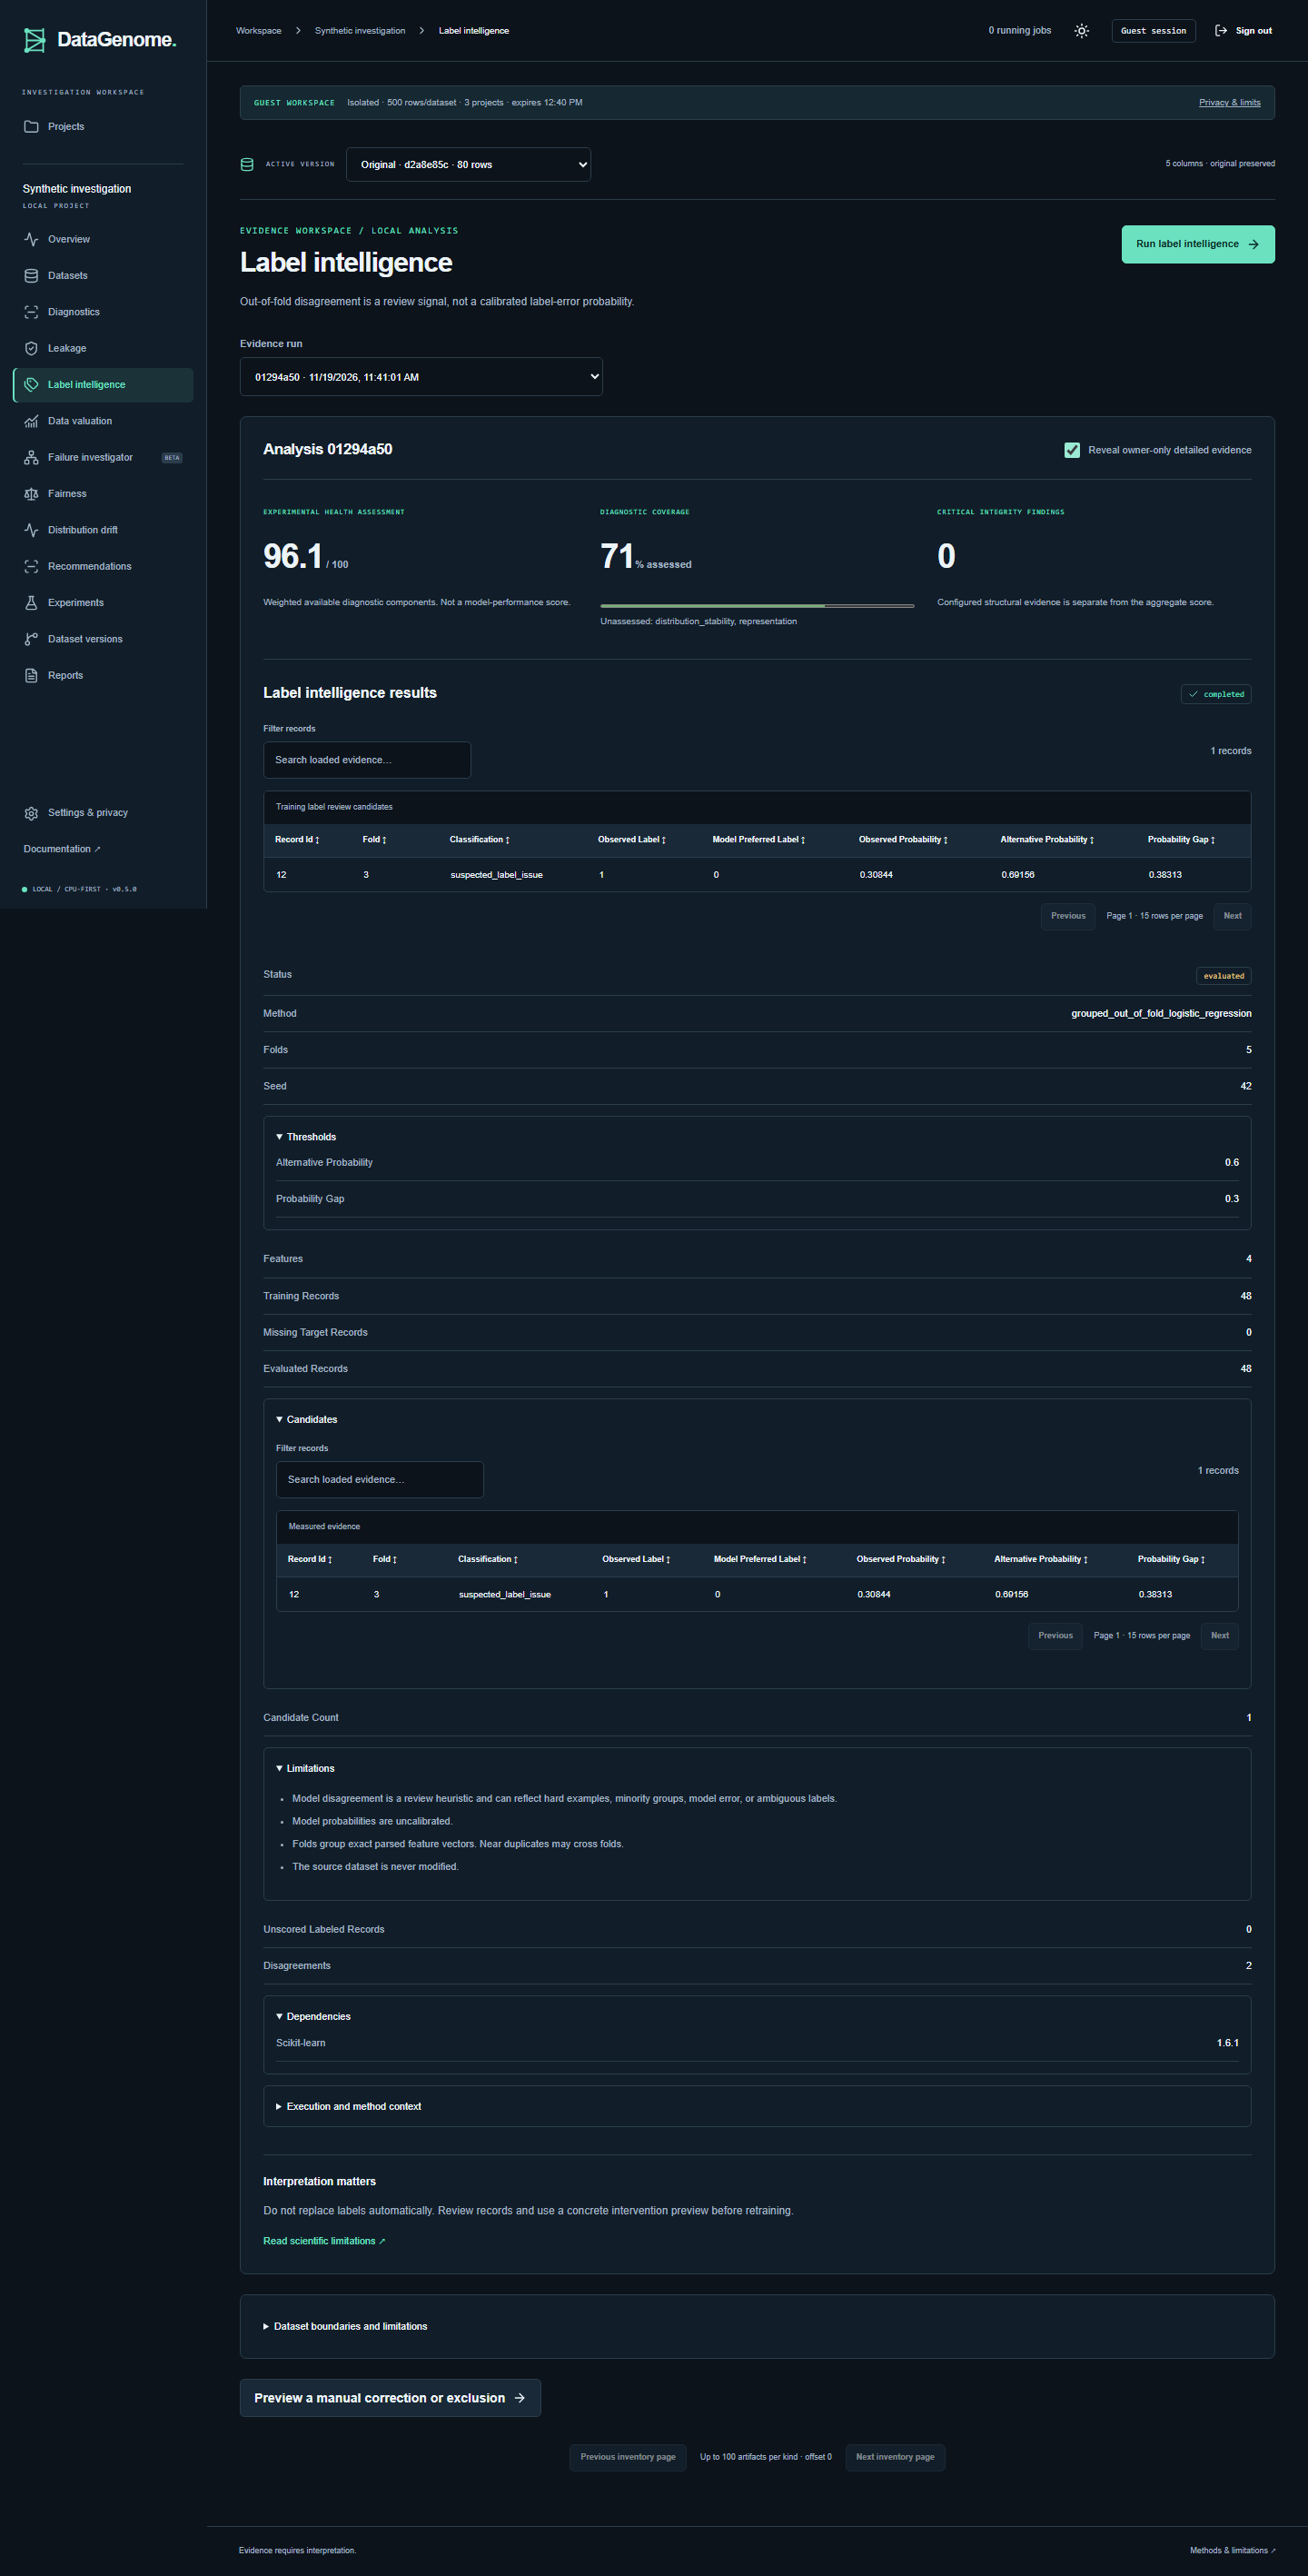 DataGenome.
INVESTIGATION WORKSPACE
Projects
Synthetic investigation
LOCAL PROJECT
Overview
Datasets
Diagnostics
Leakage
Label intelligence
Data valuation
Failure investigator BETA
Fairness
Distribution drift
Recommendations
Experiments
Dataset versions
Reports
Settings & privacy
Documentation ↗
LOCAL / CPU-FIRST · v0.5.0
Workspace > Synthetic investigation > Label intelligence
0 running jobs Guest session Sign out
GUEST WORKSPACE Isolated · 500 rows/dataset · 3 projects · expires 12:40 PM Privacy & limits
ACTIVE VERSION Original · d2a8e85c · 80 rows 5 columns · original preserved
EVIDENCE WORKSPACE / LOCAL ANALYSIS
Label intelligence
Run label intelligence →
Out-of-fold disagreement is a review signal, not a calibrated label-error probability.
Evidence run
01294a50 · 11/19/2026, 11:41:01 AM
Analysis 01294a50 Reveal owner-only detailed evidence
EXPERIMENTAL HEALTH ASSESSMENT DIAGNOSTIC COVERAGE CRITICAL INTEGRITY FINDINGS
96.1 / 100 71% assessed 0
Weighted available diagnostic components. Not a model-performance score. Configured structural evidence is separate from the aggregate score.
Unassessed: distribution_stability, representation
Label intelligence results completed
Filter records
Search loaded evidence... 1 records
Training label review candidates
Record Id ↕ Fold ↕ Classification ↕ Observed Label ↕ Model Preferred Label ↕ Observed Probability ↕ Alternative Probability ↕ Probability Gap ↕
12 3 suspected_label_issue 1 0 0.30844 0.69156 0.38313
Previous Page 1 · 15 rows per page Next
Status evaluated
Method grouped_out_of_fold_logistic_regression
Folds 5
Seed 42
▼ Thresholds
Alternative Probability 0.6
Probability Gap 0.3
Features 4
Training Records 48
Missing Target Records 0
Evaluated Records 48
▼ Candidates
Filter records
Search loaded evidence... 1 records
Measured evidence
Record Id ↕ Fold ↕ Classification ↕ Observed Label ↕ Model Preferred Label ↕ Observed Probability ↕ Alternative Probability ↕ Probability Gap ↕
12 3 suspected_label_issue 1 0 0.30844 0.69156 0.38313
Previous Page 1 · 15 rows per page Next
Candidate Count 1
▼ Limitations
• Model disagreement is a review heuristic and can reflect hard examples, minority groups, model error, or ambiguous labels.
• Model probabilities are uncalibrated.
• Folds group exact parsed feature vectors. Near duplicates may cross folds.
• The source dataset is never modified.
Unscored Labeled Records 0
Disagreements 2
▼ Dependencies
Scikit-learn 1.6.1
▶ Execution and method context
Interpretation matters
Do not replace labels automatically. Review records and use a concrete intervention preview before retraining.
Read scientific limitations ↗
▶ Dataset boundaries and limitations
Preview a manual correction or exclusion →
Previous inventory page Up to 100 artifacts per kind · offset 0 Next inventory page
Evidence requires interpretation. Methods & limitations ↗